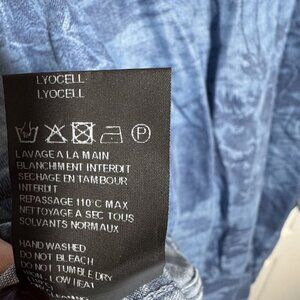 LYOCELL
LYOCELL
P
LAVAGE A LA MAIN
BLANCHIMENT INTERDIT
SECHAGE EN TAMBOUR
INTERDIT
REPASSAGE 110°C MAX
NETTOYAGE A SEC TOUS
SOLVANTS NORMAUX
HAND WASHED
DO NOT BLEACH
DO NOT TUMBLE DRY
LOW HEAT